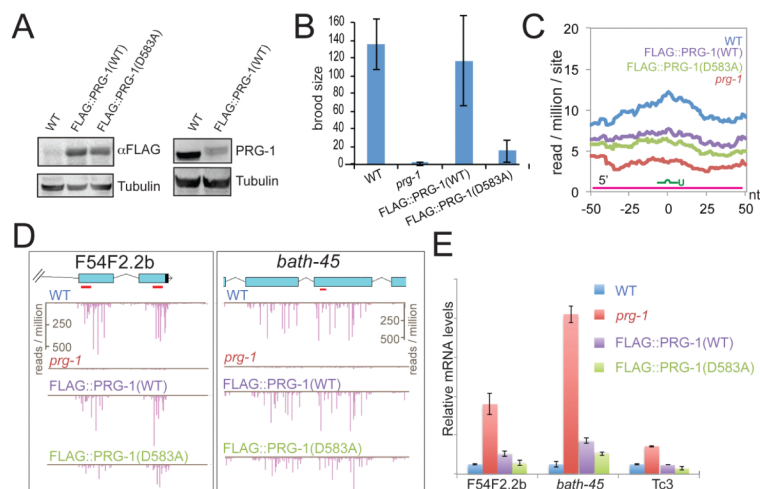 A
WT
FLAG::PRG-1(WT)
FLAG::PRG-1(D583A)
αFLAG
Tubulin
WT
FLAG::PRG-1(WT)
PRG-1
Tubulin
B
brood size
160
140
120
100
80
60
40
20
0
WT
prg-1
FLAG::PRG-1(WT)
FLAG::PRG-1(D583A)
C
read / million / site
20
15
10
5
0
WT
FLAG::PRG-1(WT)
FLAG::PRG-1(D583A)
prg-1
5'
U
-50 -25 0 25 50 nt
D
F54F2.2b
WT
reads / million
250
500
prg-1
FLAG::PRG-1(WT)
FLAG::PRG-1(D583A)
bath-45
WT
250
500
reads / million
prg-1
FLAG::PRG-1(WT)
FLAG::PRG-1(D583A)
E
Relative mRNA levels
WT
prg-1
FLAG::PRG-1(WT)
FLAG::PRG-1(D583A)
F54F2.2b bath-45 Tc3